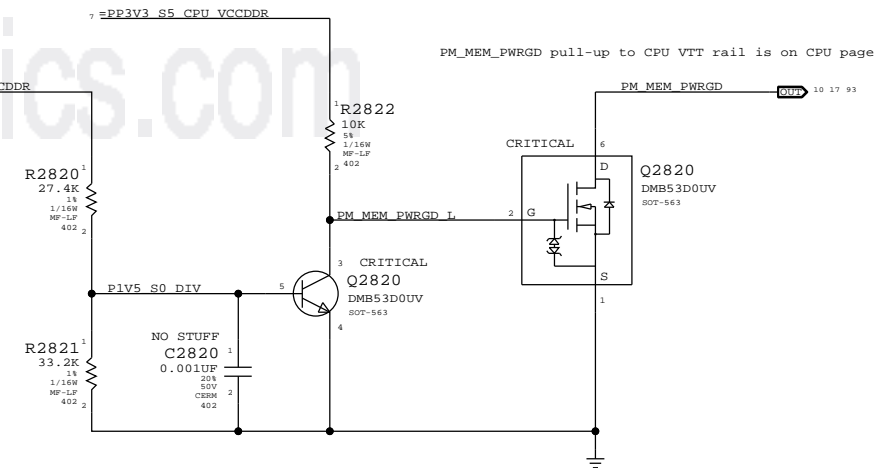 7 =PP3V3_S5_CPU_VCCDDR
ics.com
PM_MEM_PWRGD pull-up to CPU VTT rail is on CPU page
CDDR
PM_MEM_PWRGD
OUT 10 17 93
1
R2822
10K
5%
1/16W
MF-LF
402
2
CRITICAL
6
D
Q2820
DMB53D0UV
SOT-563
R2820
1
27.4K
1%
1/16W
MF-LF
402
2
PM_MEM_PWRGD_L
2
G
S
1
3
CRITICAL
Q2820
DMB53D0UV
SOT-563
P1V5_S0_DIV
5
4
R2821
1
33.2K
1%
1/16W
MF-LF
402
2
NO STUFF
C2820
1
0.001UF
20%
50V
CERM
402
2